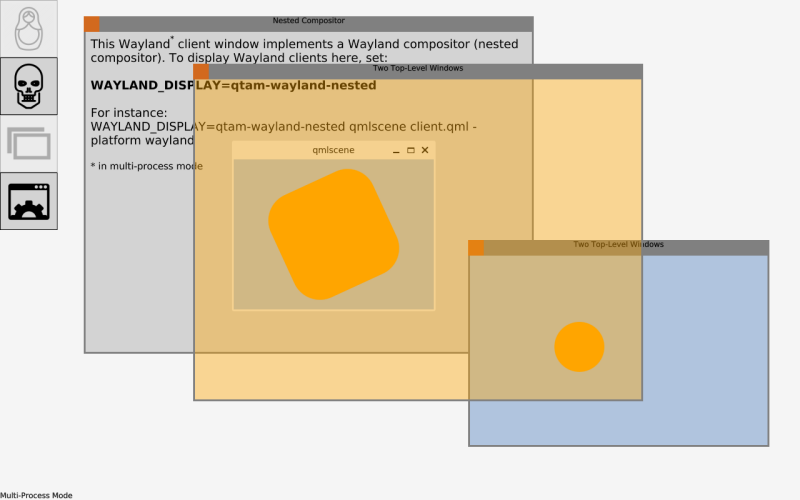 Nested Compositor
This Wayland* client window implements a Wayland compositor (nested
compositor). To display Wayland clients here, set:
Two Top-Level Windows
WAYLAND_DISPLAY=qtam-wayland-nested
For instance:
WAYLAND_DISPLAY=qtam-wayland-nested qmlscene client.qml -
platform wayland
qmlscene
* in multi-process mode
Two Top-Level Windows
Multi-Process Mode